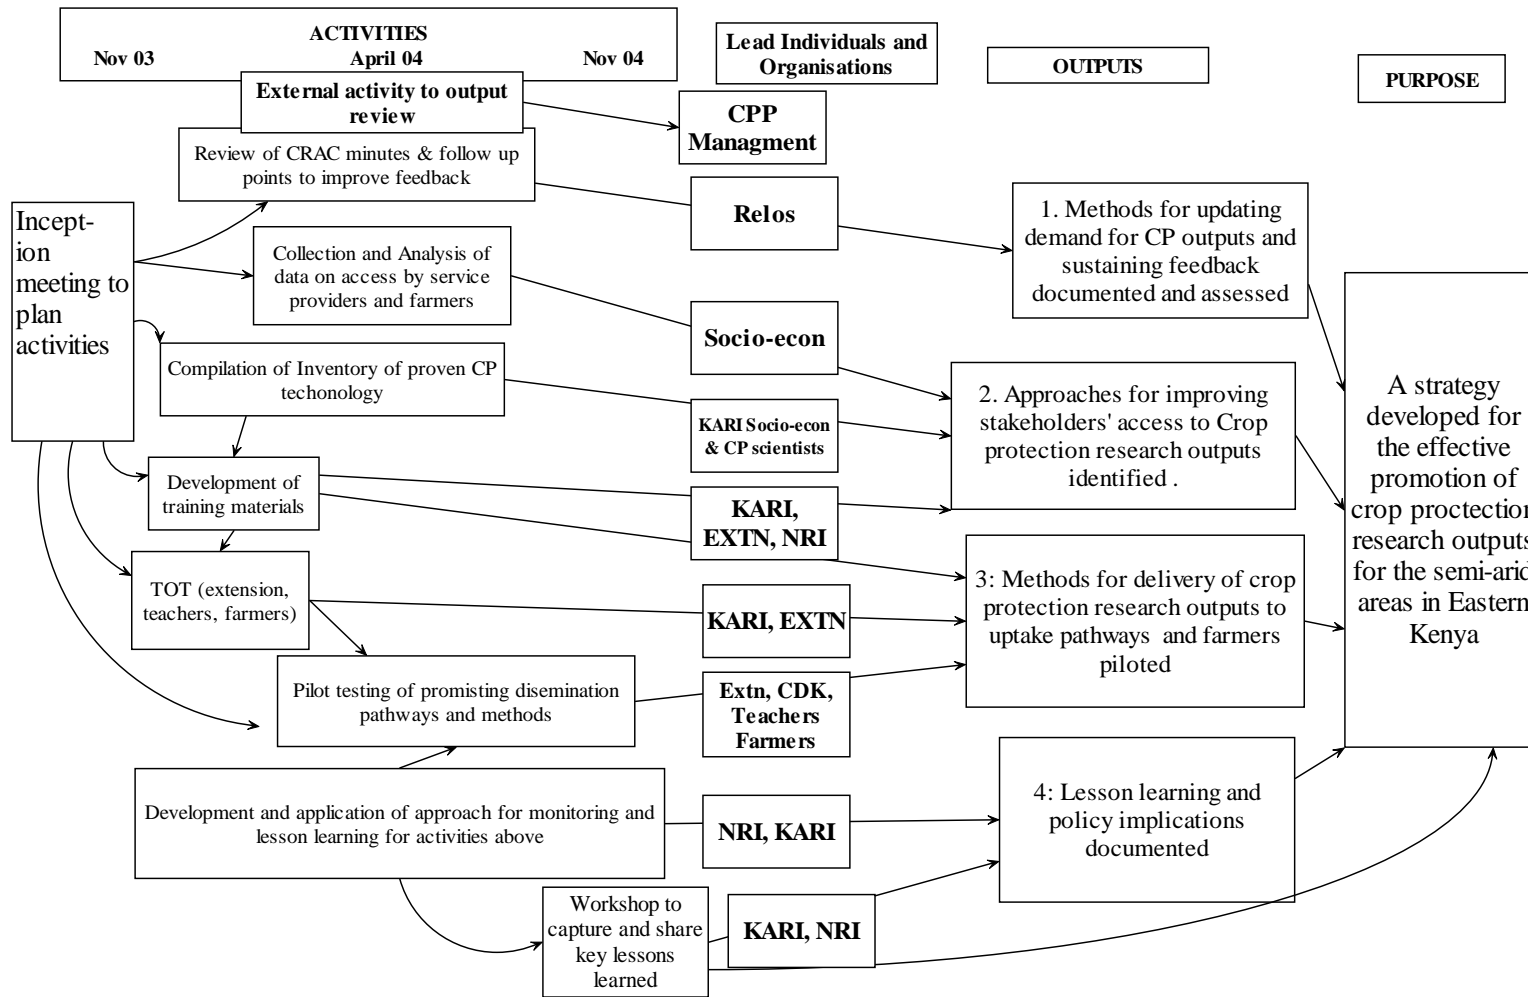 ACTIVITIES
Nov 03 April 04 Nov 04
Lead Individuals and
Organisations
OUTPUTS
PURPOSE
External activity to output
review
CPP
Managment
Review of CRAC minutes & follow up
points to improve feedback
Relos
Incept-
ion
meeting to
plan
activities
Collection and Analysis of
data on access by service
providers and farmers
Socio-econ
1. Methods for updating
demand for CP outputs and
sustaining feedback
documented and assessed
Compilation of Inventory of proven CP
techonology
KARI Socio-econ
& CP scientists
2. Approaches for improving
stakeholders' access to Crop
protection research outputs
identified .
Development of
training materials
KARI,
EXTN, NRI
TOT (extension,
teachers, farmers)
KARI, EXTN
3: Methods for delivery of crop
protection research outputs to
uptake pathways and farmers
piloted
Pilot testing of promisting disemination
pathways and methods
Extn, CDK,
Teachers
Farmers
Development and application of approach for monitoring and
lesson learning for activities above
NRI, KARI
4: Lesson learning and
policy implications
documented
Workshop to
capture and share
key lessons
learned
KARI, NRI
A strategy
developed for
the effective
promotion of
crop proctection
research outputs
for the semi-arid
areas in Eastern
Kenya